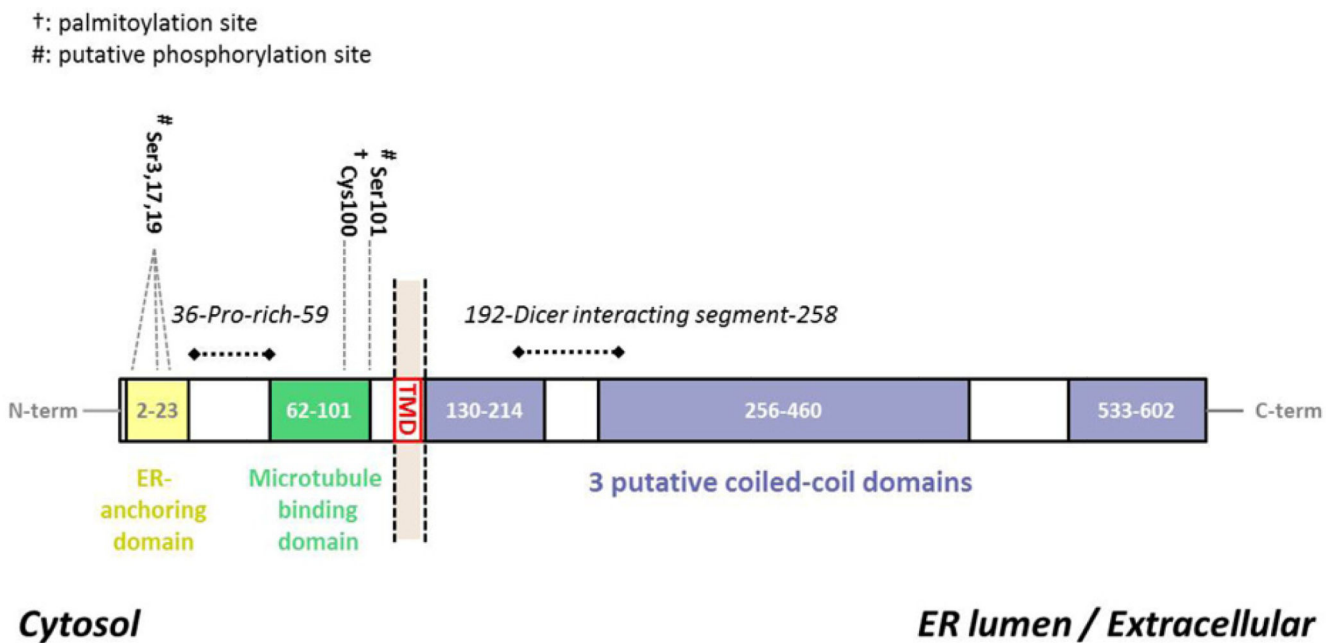 †: palmitoylation site
#: putative phosphorylation site
# Ser3,17,19
† Cys100
# Ser101
36-Pro-rich-59
192-Dicer interacting segment-258
N-term
2-23
62-101
TMD
130-214
256-460
533-602
C-term
ER-
anchoring
domain
Microtubule
binding
domain
3 putative coiled-coil domains
Cytosol
ER lumen / Extracellular